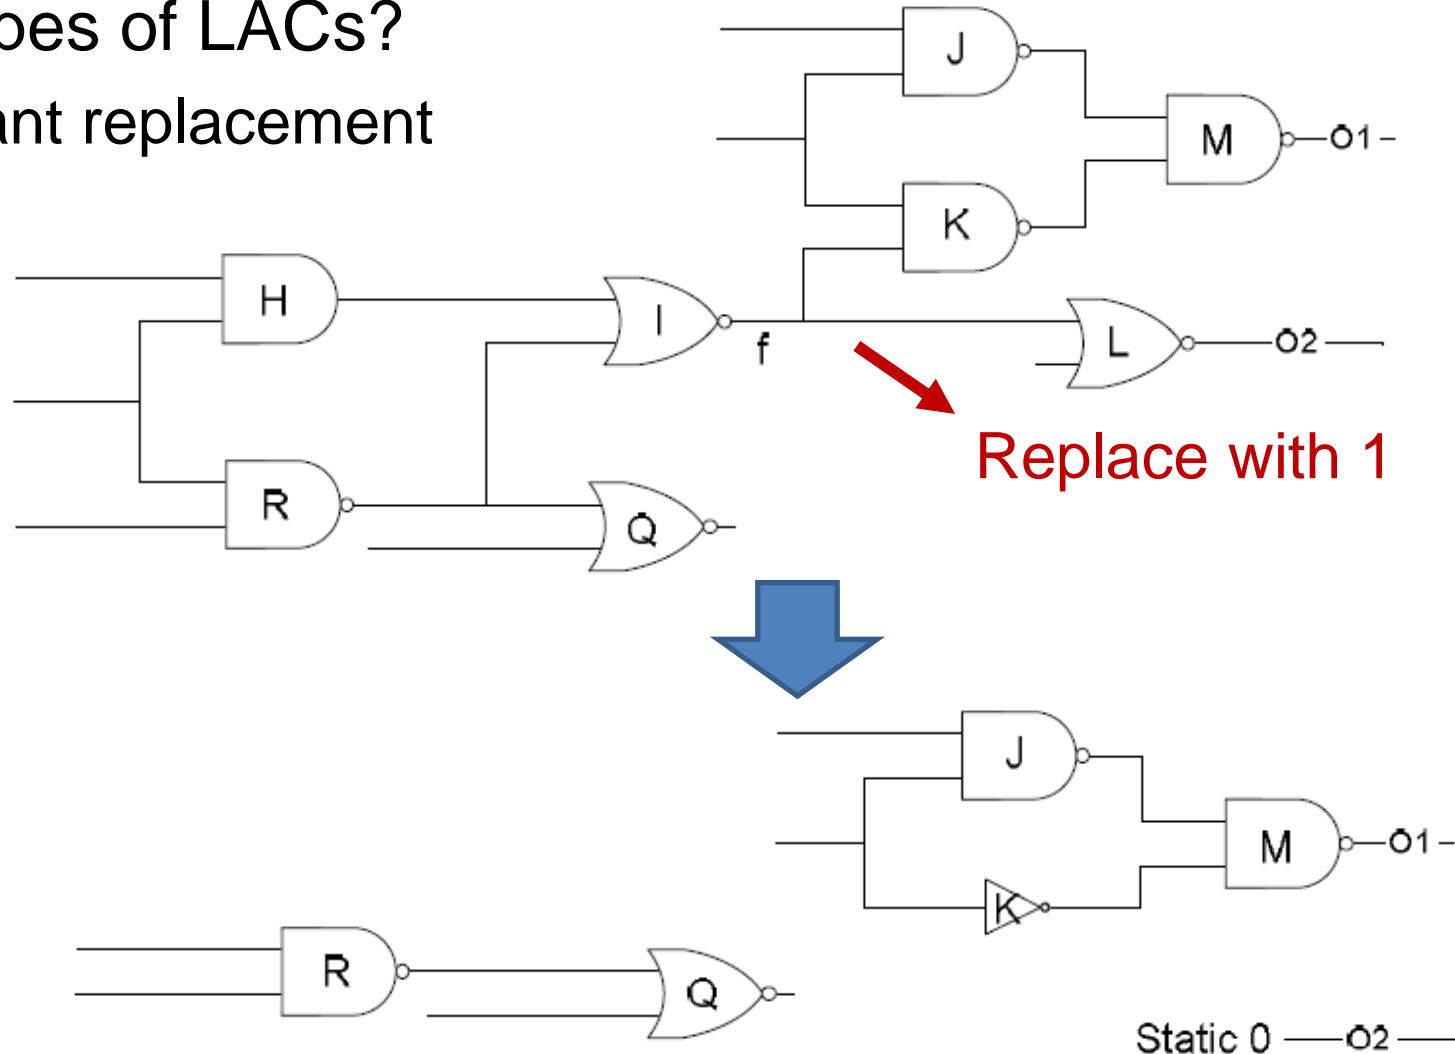 pes of LACs?
ant replacement
J
M
O1
K
H
I
f
L
O2
Replace with 1
R
Q
J
M
O1
K
R
Q
Static 0
O2